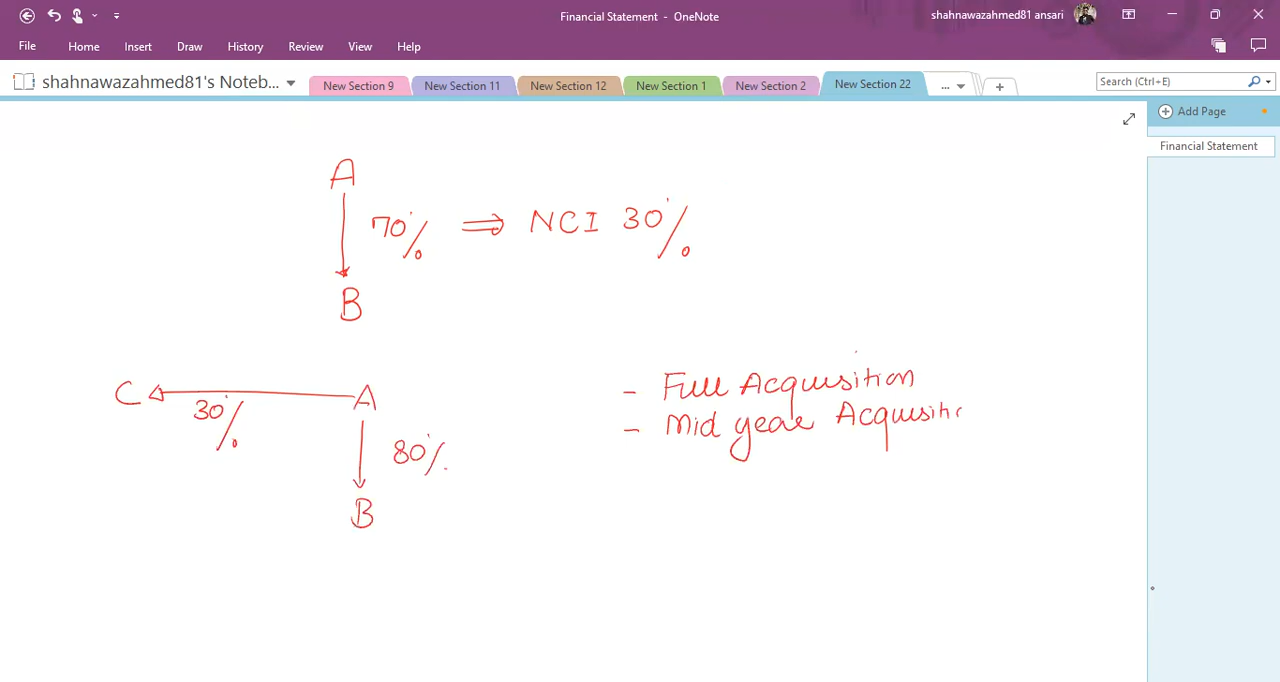 Financial Statement - OneNote
shahnawazahmed81 ansari
File Home Insert Draw History Review View Help
shahnawazahmed81's Noteb...
New Section 9 New Section 11 New Section 12 New Section 1 New Section 2 New Section 22 ...
Search (Ctrl+E)
Add Page
Financial Statement
A
70% ⇒ NCI 30%
B
C 30% A
80%
B
- Full Acquisition
- Mid year Acquisitio